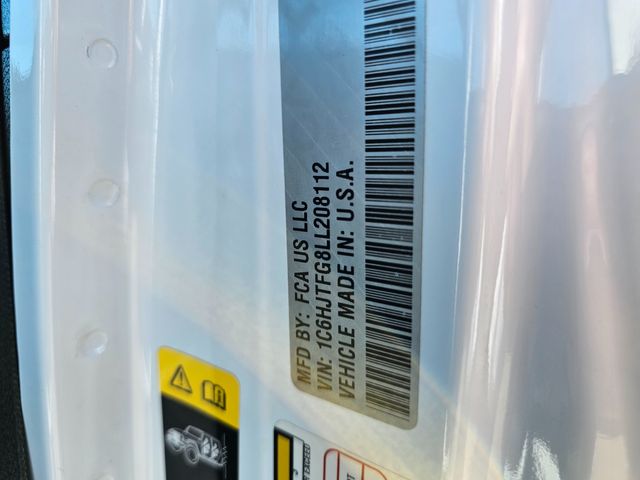 MFD BY: FCA US LLC
VIN: 1C6HJTFG8LL208112
VEHICLE MADE IN: U.S.A.